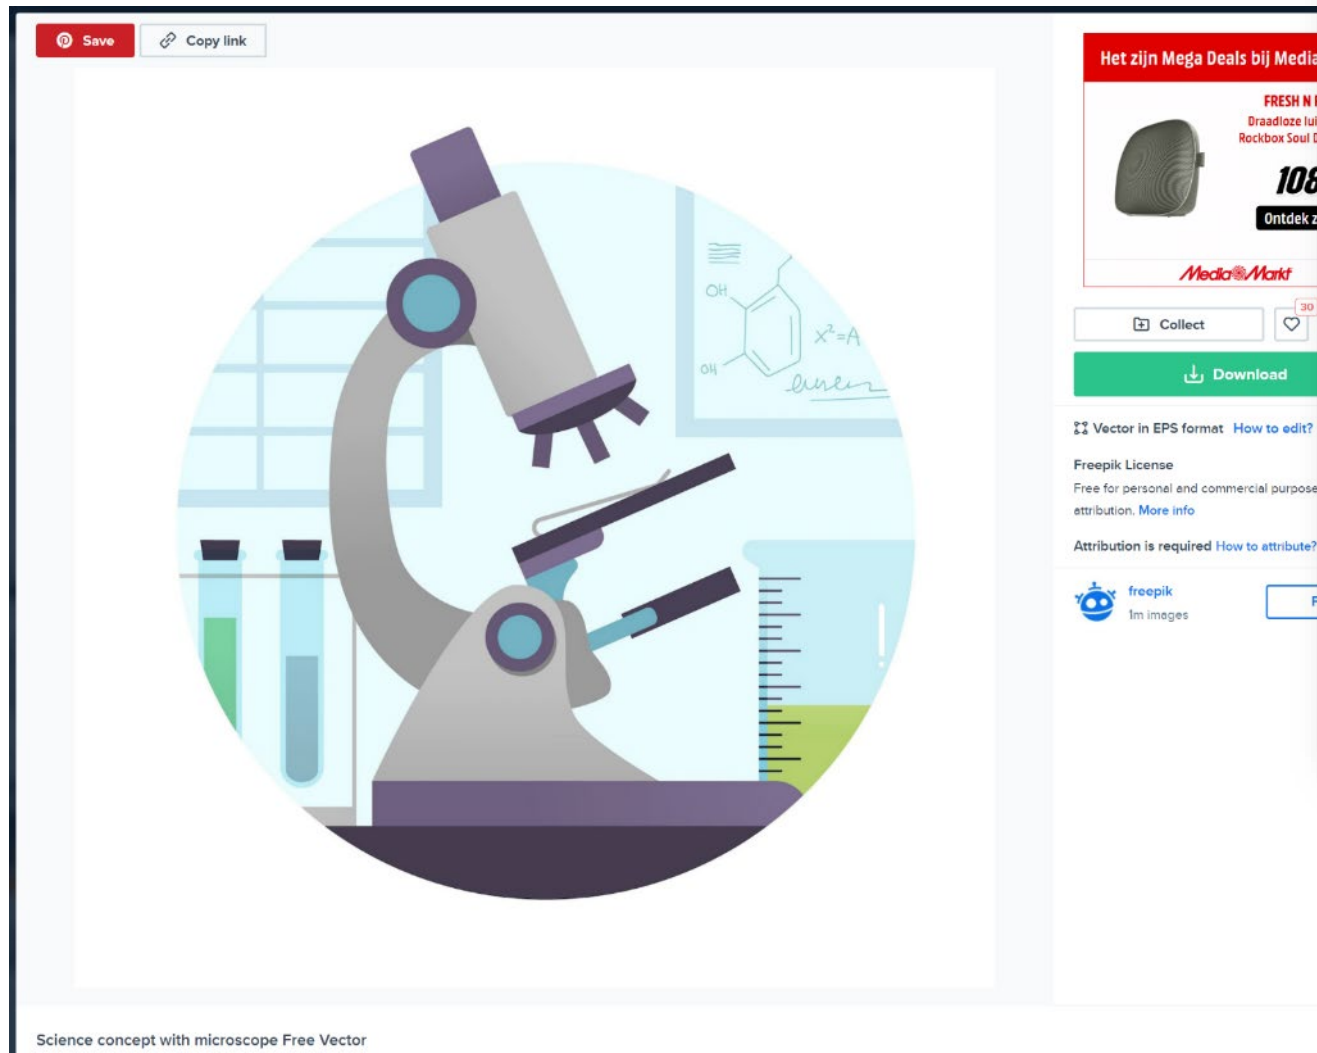 Save
Copy link
Het zijn Mega Deals bij Media
FRESH N
Draadloze
Rockbox Soul
108
Ontdek
Media Markt
OH
OH
x²=A
Collect
30
Download
Vector in EPS format How to edit?
Freepik License
Free for personal and commercial purpose
attribution. More info
Attribution is required How to attribute?
freepik
1m images
F
Science concept with microscope Free Vector